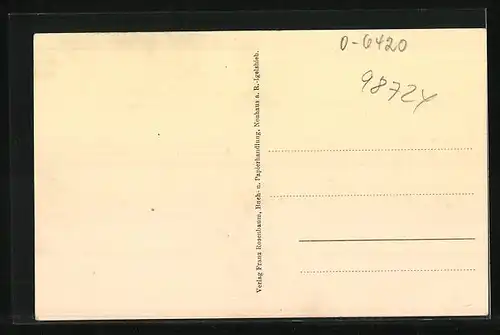 0-6420
98724
Verlag Franz Rosenbaum, Buch- u. Papierhandlung, Neuhaus a. R.-Igelshieb.